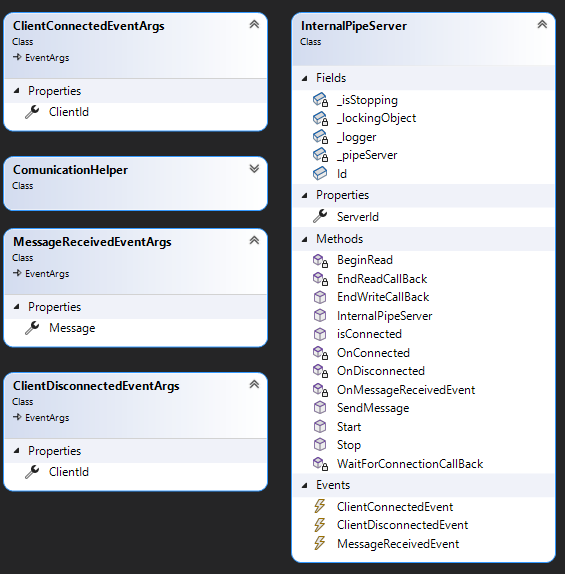 ClientConnectedEventArgs
Class
EventArgs
Properties
ClientId
ComunicationHelper
Class
MessageReceivedEventArgs
Class
EventArgs
Properties
Message
ClientDisconnectedEventArgs
Class
EventArgs
Properties
ClientId
InternalPipeServer
Class
Fields
_isStopping
_lockingObject
_logger
_pipeServer
Id
Properties
ServerId
Methods
BeginRead
EndReadCallBack
EndWriteCallBack
InternalPipeServer
isConnected
OnConnected
OnDisconnected
OnMessageReceivedEvent
SendMessage
Start
Stop
WaitForConnectionCallBack
Events
ClientConnectedEvent
ClientDisconnectedEvent
MessageReceivedEvent